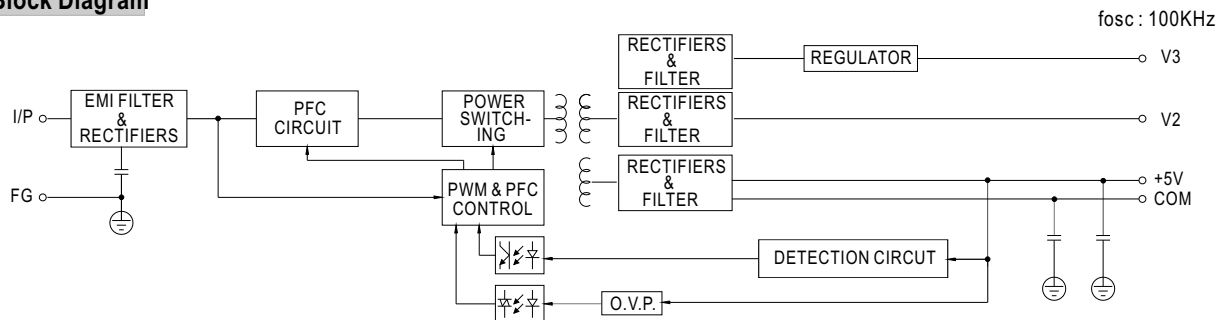 Block Diagram
fosc : 100KHz
I/P
EMI FILTER
&
RECTIFIERS
PFC
CIRCUIT
POWER
SWITCH-
ING
RECTIFIERS
&
FILTER
REGULATOR
V3
RECTIFIERS
&
FILTER
V2
FG
PWM & PFC
CONTROL
RECTIFIERS
&
FILTER
+5V
COM
DETECTION CIRCUT
O.V.P.